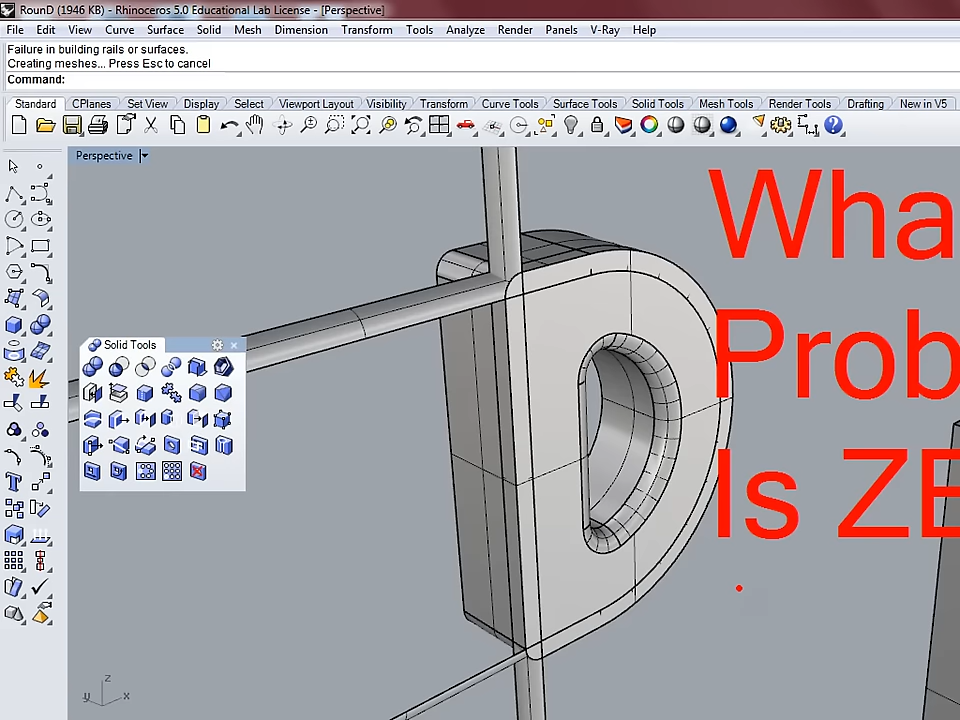 RounD (1946 KB) - Rhinoceros 5.0 Educational Lab License - [Perspective]
File Edit View Curve Surface Solid Mesh Dimension Transform Tools Analyze Render Panels V-Ray Help
Failure in building rails or surfaces.
Creating meshes... Press Esc to cancel
Command:
Standard CPlanes Set View Display Select Viewport Layout Visibility Transform Curve Tools Surface Tools Solid Tools Mesh Tools Render Tools Drafting New in V5
Perspective
Wha
Prob
Is ZE
Solid Tools
z
y x